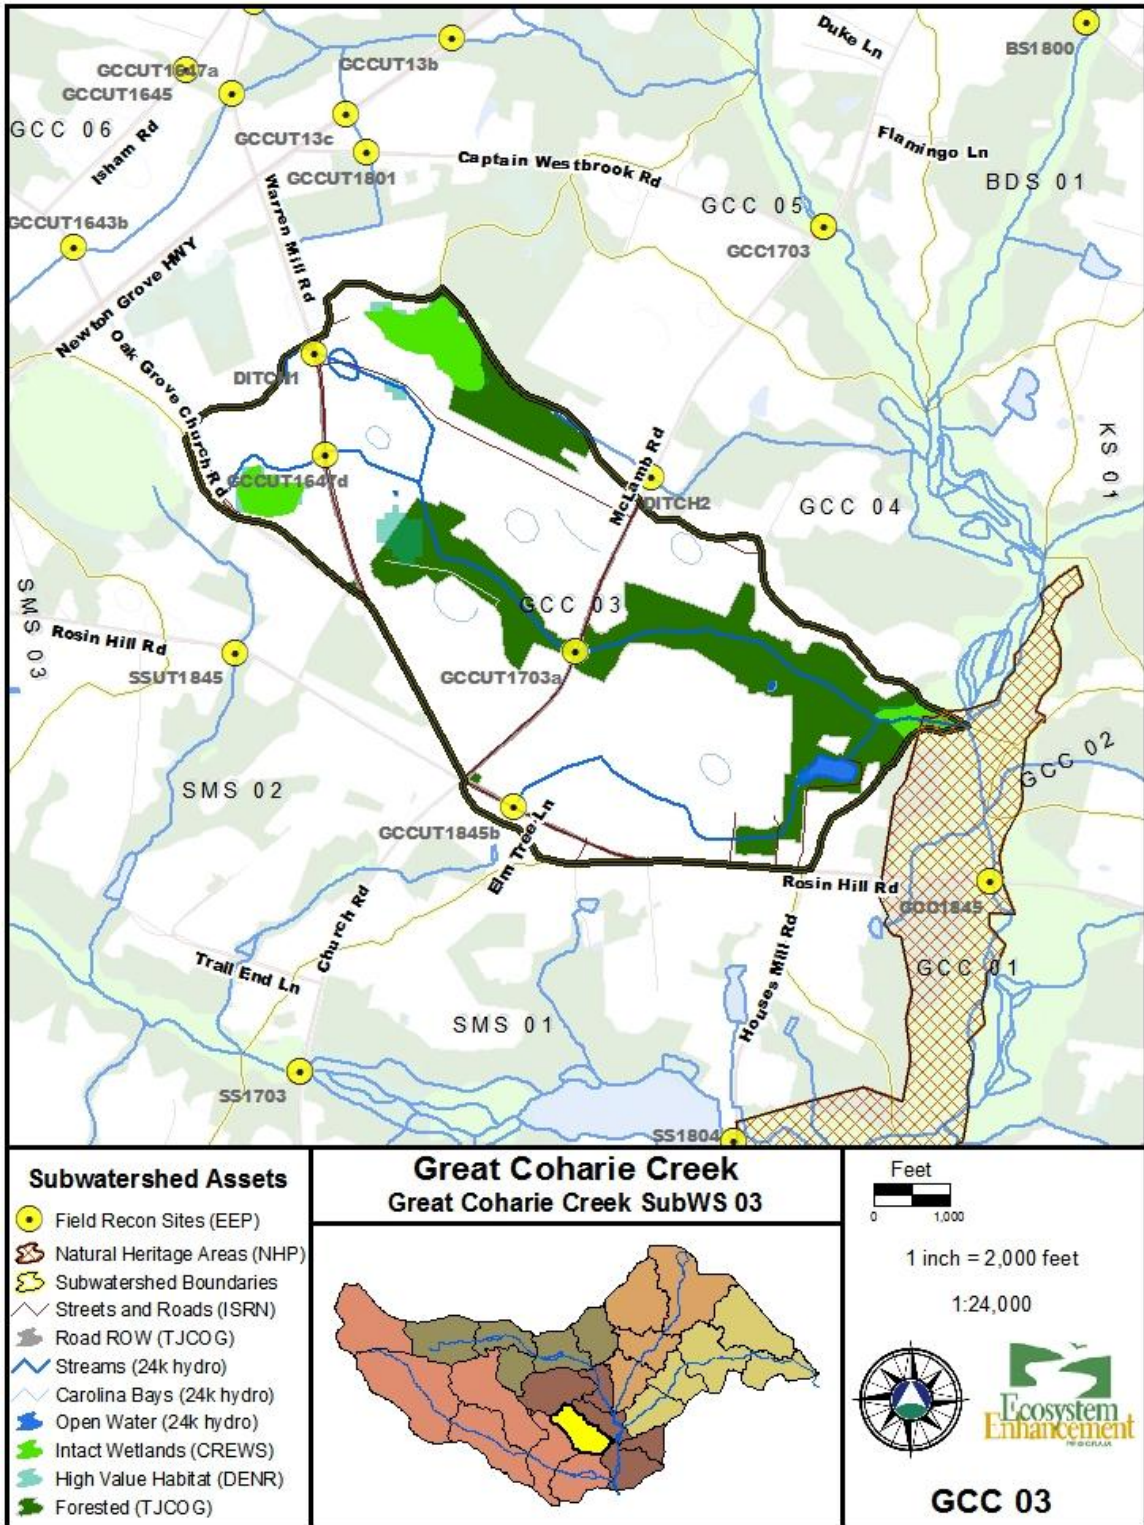 Duke Ln
BS1800
GCCUT1647a
GCCUT13b
GCCUT1645
GCC 06
Isham Rd
GCCUT13c
Captain Westbrook Rd
Flamingo Ln
GCCUT1801
BDS 01
Warren Mill Rd
GCC 05
GCCUT1643b
GCC1703
Newton Grove HWY
Oak Grove Church Rd
DITCH1
McLamb Rd
KS 01
GCCUT1647d
DITCH2
GCC 04
SMS 03
GCC 03
Rosin Hill Rd
SSUT1845
GCCUT1703a
GCC 02
SMS 02
GCCUT1845b
Elm Tree Ln
Rosin Hill Rd
GCC1845
Church Rd
Houses Mill Rd
Trail End Ln
GCC 01
SMS 01
SS1703
SS1804
Subwatershed Assets
Field Recon Sites (EEP)
Natural Heritage Areas (NHP)
Subwatershed Boundaries
Streets and Roads (ISRN)
Road ROW (TJCOG)
Streams (24k hydro)
Carolina Bays (24k hydro)
Open Water (24k hydro)
Intact Wetlands (CREWS)
High Value Habitat (DENR)
Forested (TJCOG)
Great Coharie Creek
Great Coharie Creek SubWS 03
Feet
0 1,000
1 inch = 2,000 feet
1:24,000
Ecosystem
Enhancement
PROGRAM
GCC 03